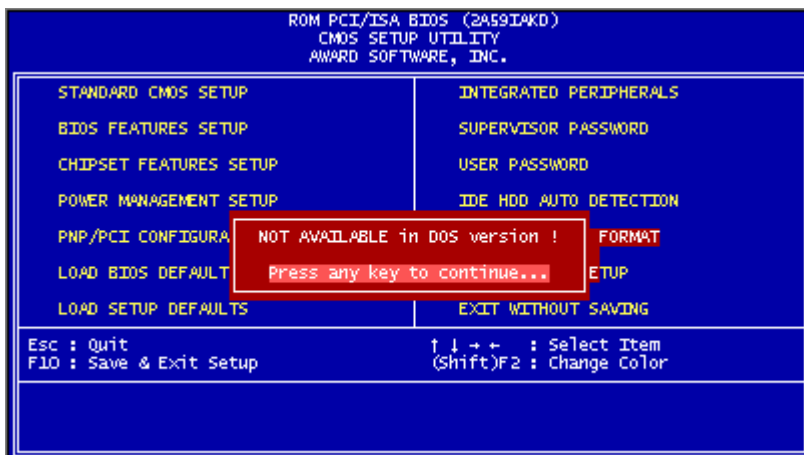 ROM PCI/ISA BIOS (2A59IAKD)
CMOS SETUP UTILITY
AWARD SOFTWARE, INC.
STANDARD CMOS SETUP
BIOS FEATURES SETUP
CHIPSET FEATURES SETUP
POWER MANAGEMENT SETUP
PNP/PCI CONFIGURA
LOAD BIOS DEFAULT
LOAD SETUP DEFAULTS
INTEGRATED PERIPHERALS
SUPERVISOR PASSWORD
USER PASSWORD
IDE HDD AUTO DETECTION
FORMAT
ETUP
EXIT WITHOUT SAVING
NOT AVAILABLE in DOS version !
Press any key to continue...
Esc : Quit
F10 : Save & Exit Setup
↑ ↓ → ← : Select Item
(Shift)F2 : Change Color